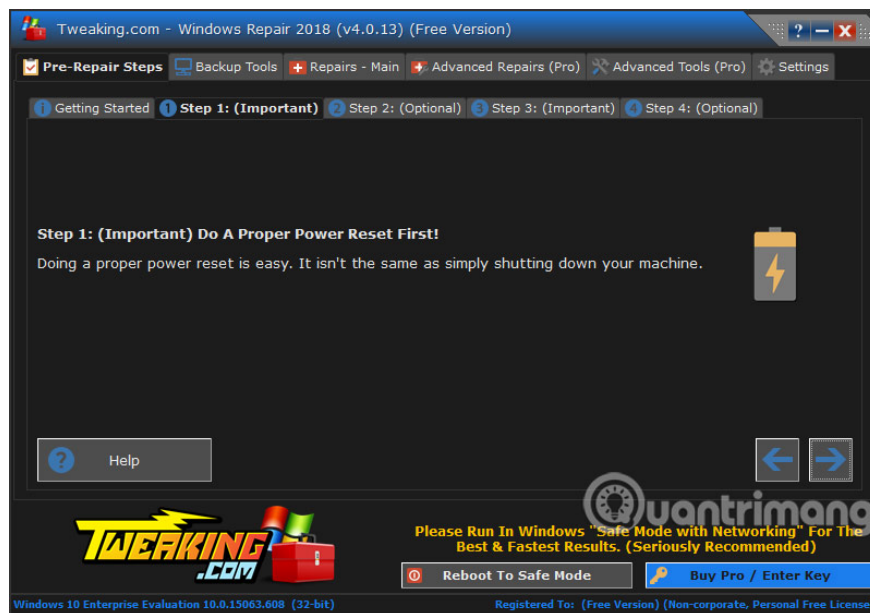 Tweaking.com - Windows Repair 2018 (v4.0.13) (Free Version)
?
Pre-Repair Steps Backup Tools Repairs - Main Advanced Repairs (Pro) Advanced Tools (Pro) Settings
i Getting Started 1 Step 1: (Important) 2 Step 2: (Optional) 3 Step 3: (Important) 4 Step 4: (Optional)
Step 1: (Important) Do A Proper Power Reset First!
Doing a proper power reset is easy. It isn't the same as simply shutting down your machine.
? Help
Quantrimang
TWEAKING
.COM
Please Run In Windows "Safe Mode with Networking" For The
Best & Fastest Results. (Seriously Recommended)
Reboot To Safe Mode Buy Pro / Enter Key
Windows 10 Enterprise Evaluation 10.0.15063.608 (32-bit) Registered To: (Free Version) (Non-corporate, Personal Free License